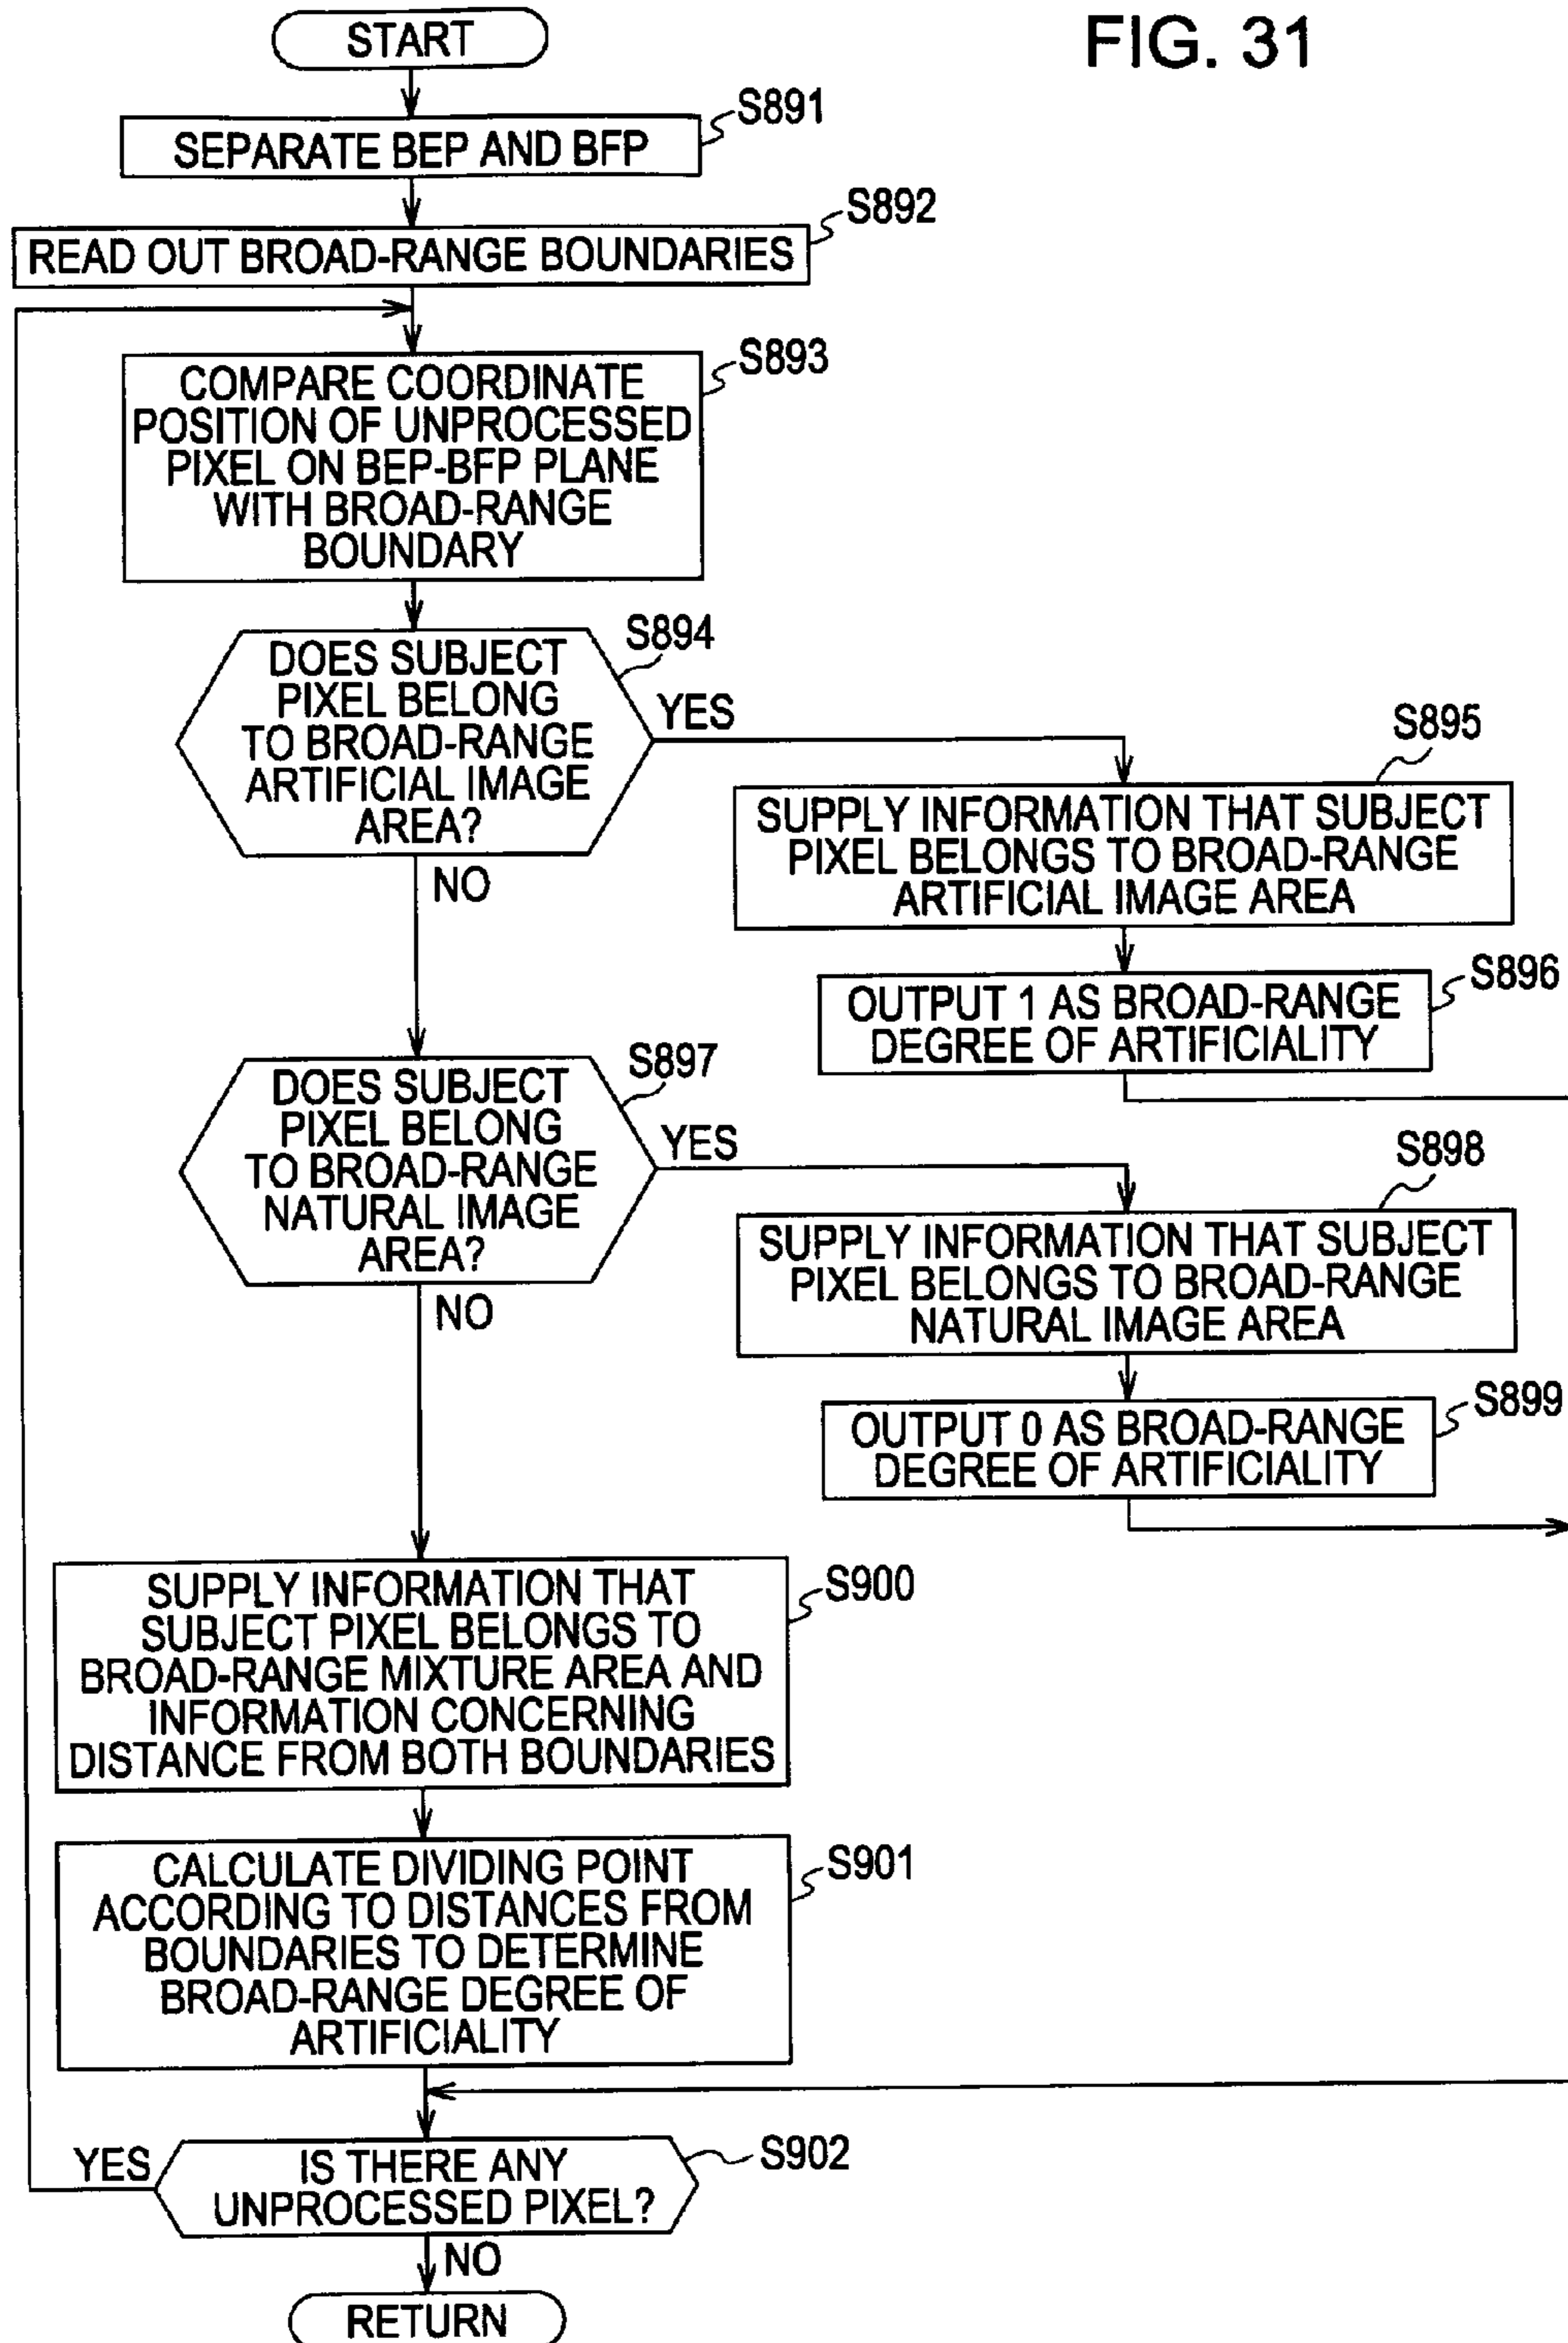 FIG. 31
START
S891
SEPARATE BEP AND BFP
S892
READ OUT BROAD-RANGE BOUNDARIES
S893
COMPARE COORDINATE
POSITION OF UNPROCESSED
PIXEL ON BEP-BFP PLANE
WITH BROAD-RANGE
BOUNDARY
S894
DOES SUBJECT
PIXEL BELONG
TO BROAD-RANGE
ARTIFICIAL IMAGE
AREA?
YES
NO
S895
SUPPLY INFORMATION THAT SUBJECT
PIXEL BELONGS TO BROAD-RANGE
ARTIFICIAL IMAGE AREA
S896
OUTPUT 1 AS BROAD-RANGE
DEGREE OF ARTIFICIALITY
S897
DOES SUBJECT
PIXEL BELONG
TO BROAD-RANGE
NATURAL IMAGE
AREA?
YES
NO
S898
SUPPLY INFORMATION THAT SUBJECT
PIXEL BELONGS TO BROAD-RANGE
NATURAL IMAGE AREA
S899
OUTPUT 0 AS BROAD-RANGE
DEGREE OF ARTIFICIALITY
S900
SUPPLY INFORMATION THAT
SUBJECT PIXEL BELONGS TO
BROAD-RANGE MIXTURE AREA AND
INFORMATION CONCERNING
DISTANCE FROM BOTH BOUNDARIES
S901
CALCULATE DIVIDING POINT
ACCORDING TO DISTANCES FROM
BOUNDARIES TO DETERMINE
BROAD-RANGE DEGREE OF
ARTIFICIALITY
S902
YES
IS THERE ANY
UNPROCESSED PIXEL?
NO
RETURN